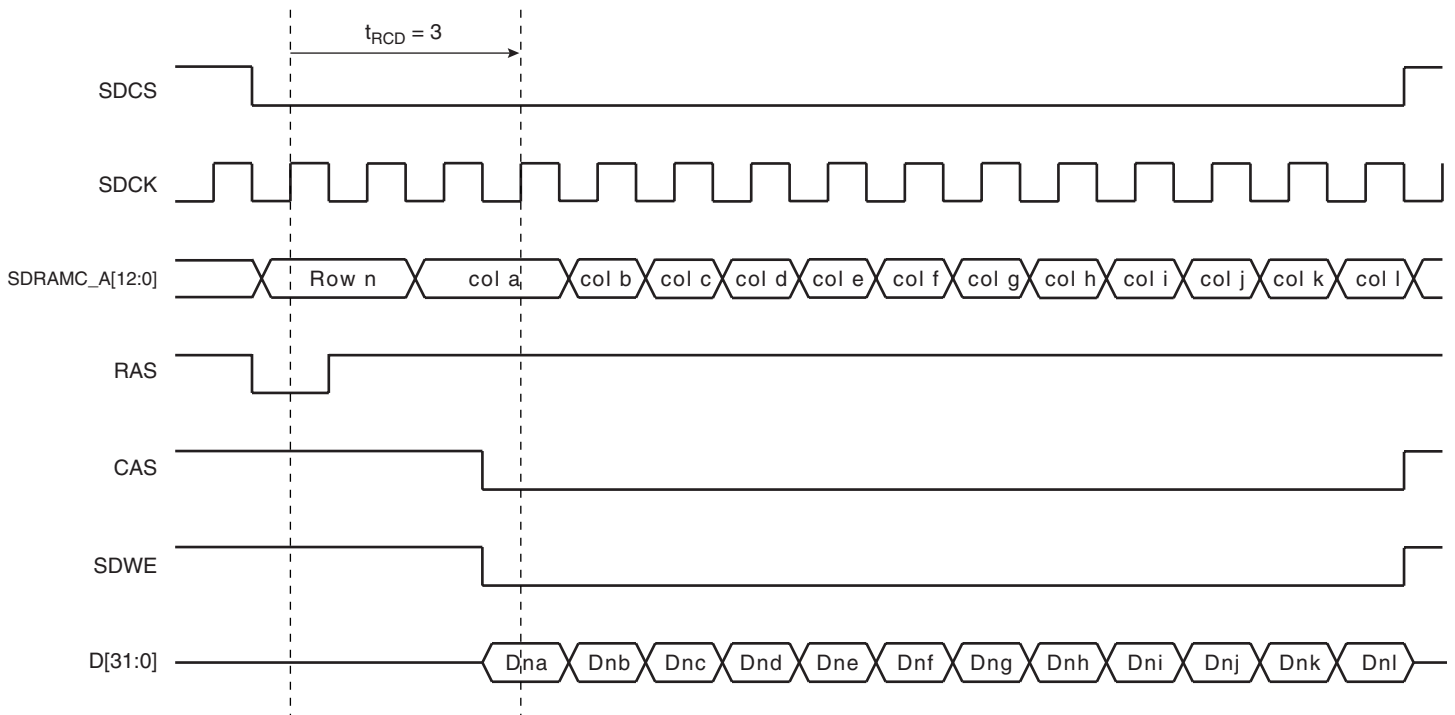 tRCD = 3
SDCS
SDCK
SDRAMC_A[12:0] Row n col a col b col c col d col e col f col g col h col i col j col k col l
RAS
CAS
SDWE
D[31:0] Dna Dnb Dnc Dnd Dne Dnf Dng Dnh Dni Dnj Dnk Dnl